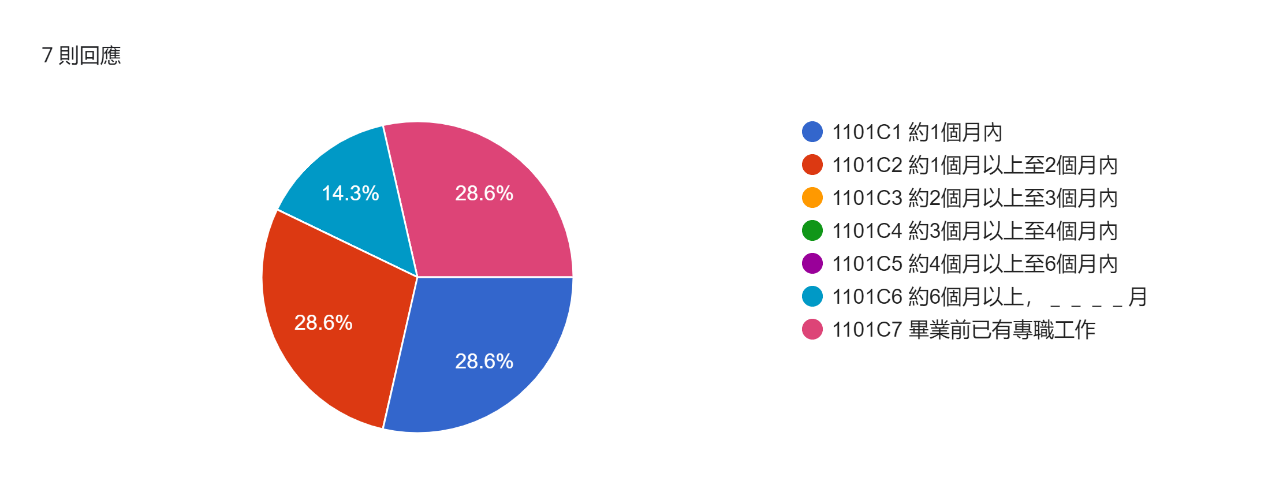 7 則回應
14.3%
28.6%
28.6%
28.6%
1101C1 約1個月內
1101C2 約1個月以上至2個月內
1101C3 約2個月以上至3個月內
1101C4 約3個月以上至4個月內
1101C5 約4個月以上至6個月內
1101C6 約6個月以上，＿＿＿＿月
1101C7 畢業前已有專職工作